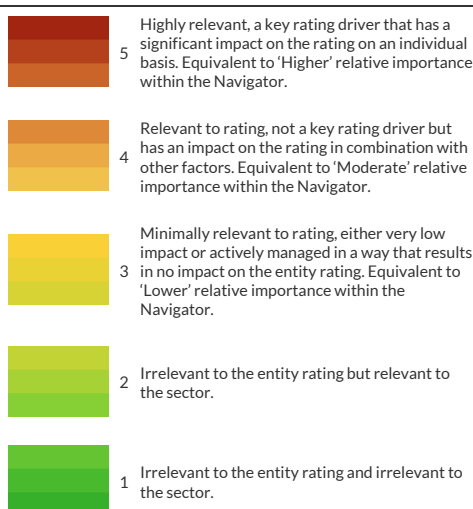 Highly relevant, a key rating driver that has a
significant impact on the rating on an individual
5
basis. Equivalent to ‘Higher’ relative importance
within the Navigator.
Relevant to rating, not a key rating driver but
has an impact on the rating in combination with
4
other factors. Equivalent to ‘Moderate’ relative
importance within the Navigator.
Minimally relevant to rating, either very low
impact or actively managed in a way that results
3 in no impact on the entity rating. Equivalent to
‘Lower’ relative importance within the
Navigator.
Irrelevant to the entity rating but relevant to
2
the sector.
Irrelevant to the entity rating and irrelevant to
1
the sector.